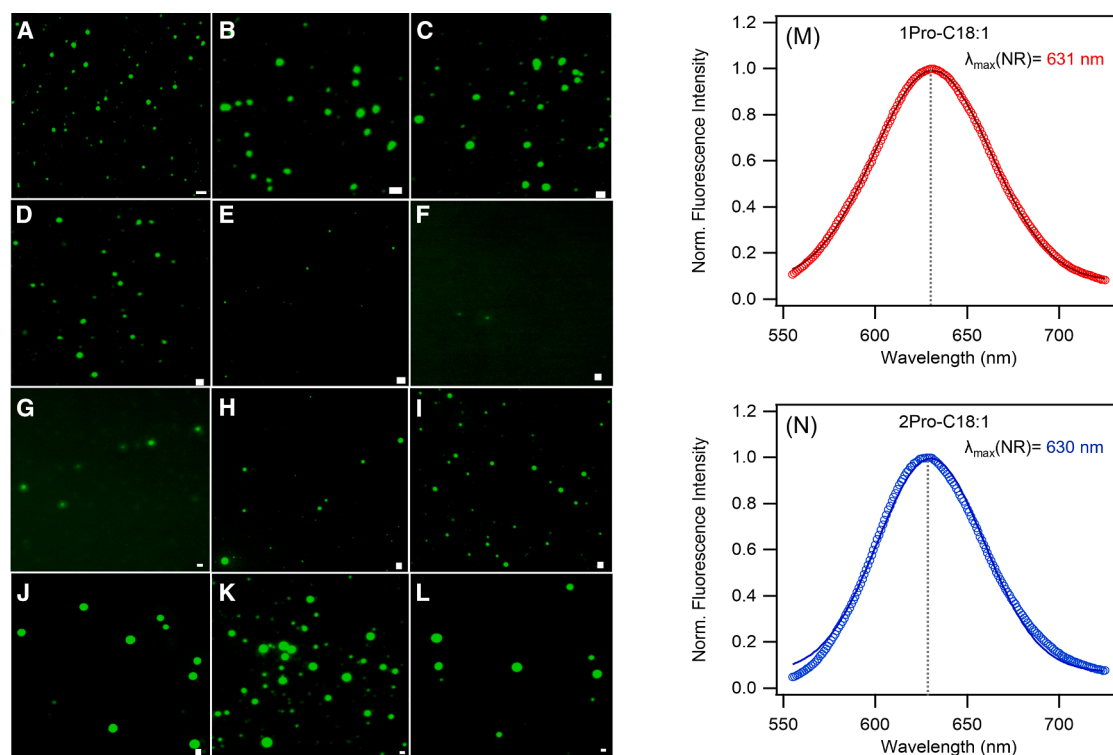 A
B
C
D
E
F
G
H
I
J
K
L
(M)
1Pro-C18:1
λmax(NR)= 631 nm
Norm. Fluorescence Intensity
1.2
1.0
0.8
0.6
0.4
0.2
0.0
550 600 650 700
Wavelength (nm)
(N)
2Pro-C18:1
λmax(NR)= 630 nm
Norm. Fluorescence Intensity
1.2
1.0
0.8
0.6
0.4
0.2
0.0
550 600 650 700
Wavelength (nm)